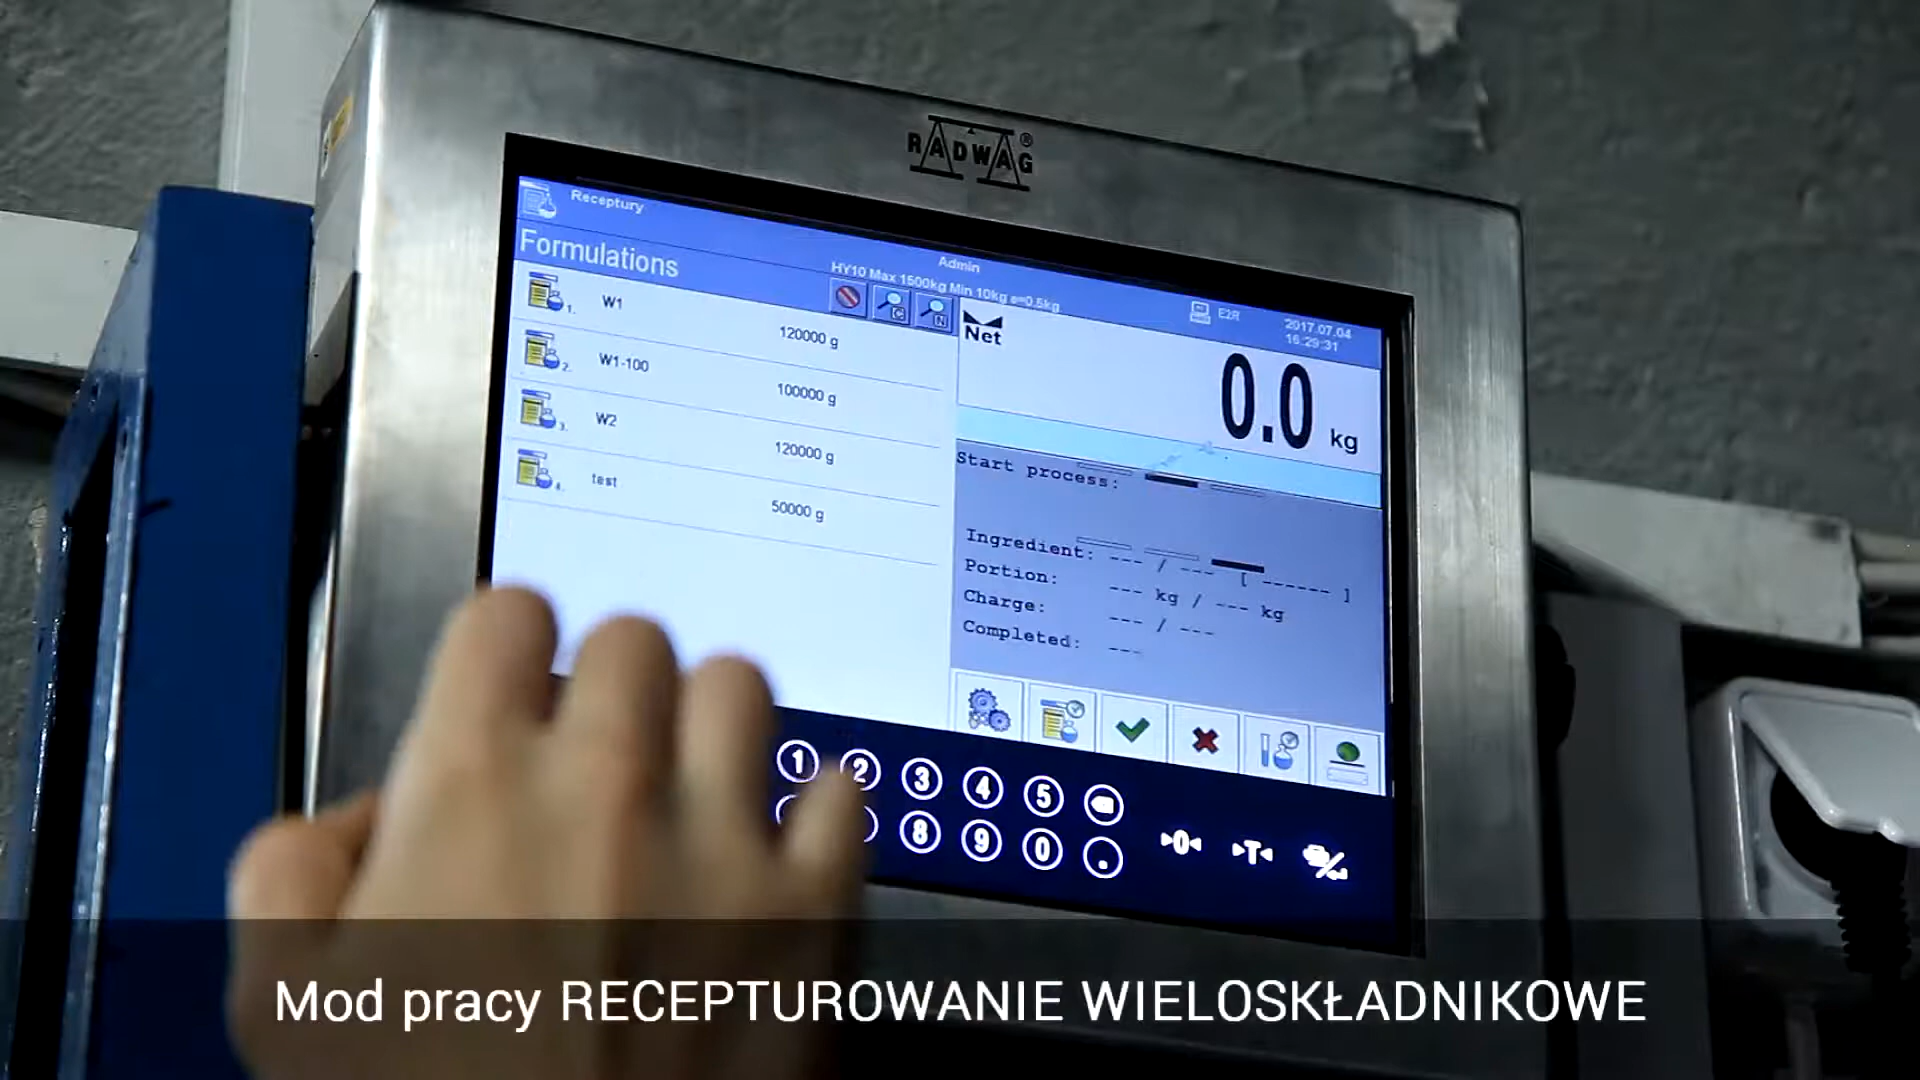 RADWAG®
Receptury
Admin
HY10 Max 1500kg Min 10kg e=0.5kg
E2R
2017.07.04
16:29:31
Formulations
1.
W1
120000 g
2.
W1-100
100000 g
3.
W2
120000 g
4.
test
50000 g
Net
0.0 kg
Start process:
Ingredient: --- / --- [ ------ ]
Portion: --- kg / --- kg
Charge: --- / ---
Completed: ---
1 2 3 4 5
8 9 0 .
0 T
Mod pracy RECEPTUROWANIE WIELOSKŁADNIKOWE